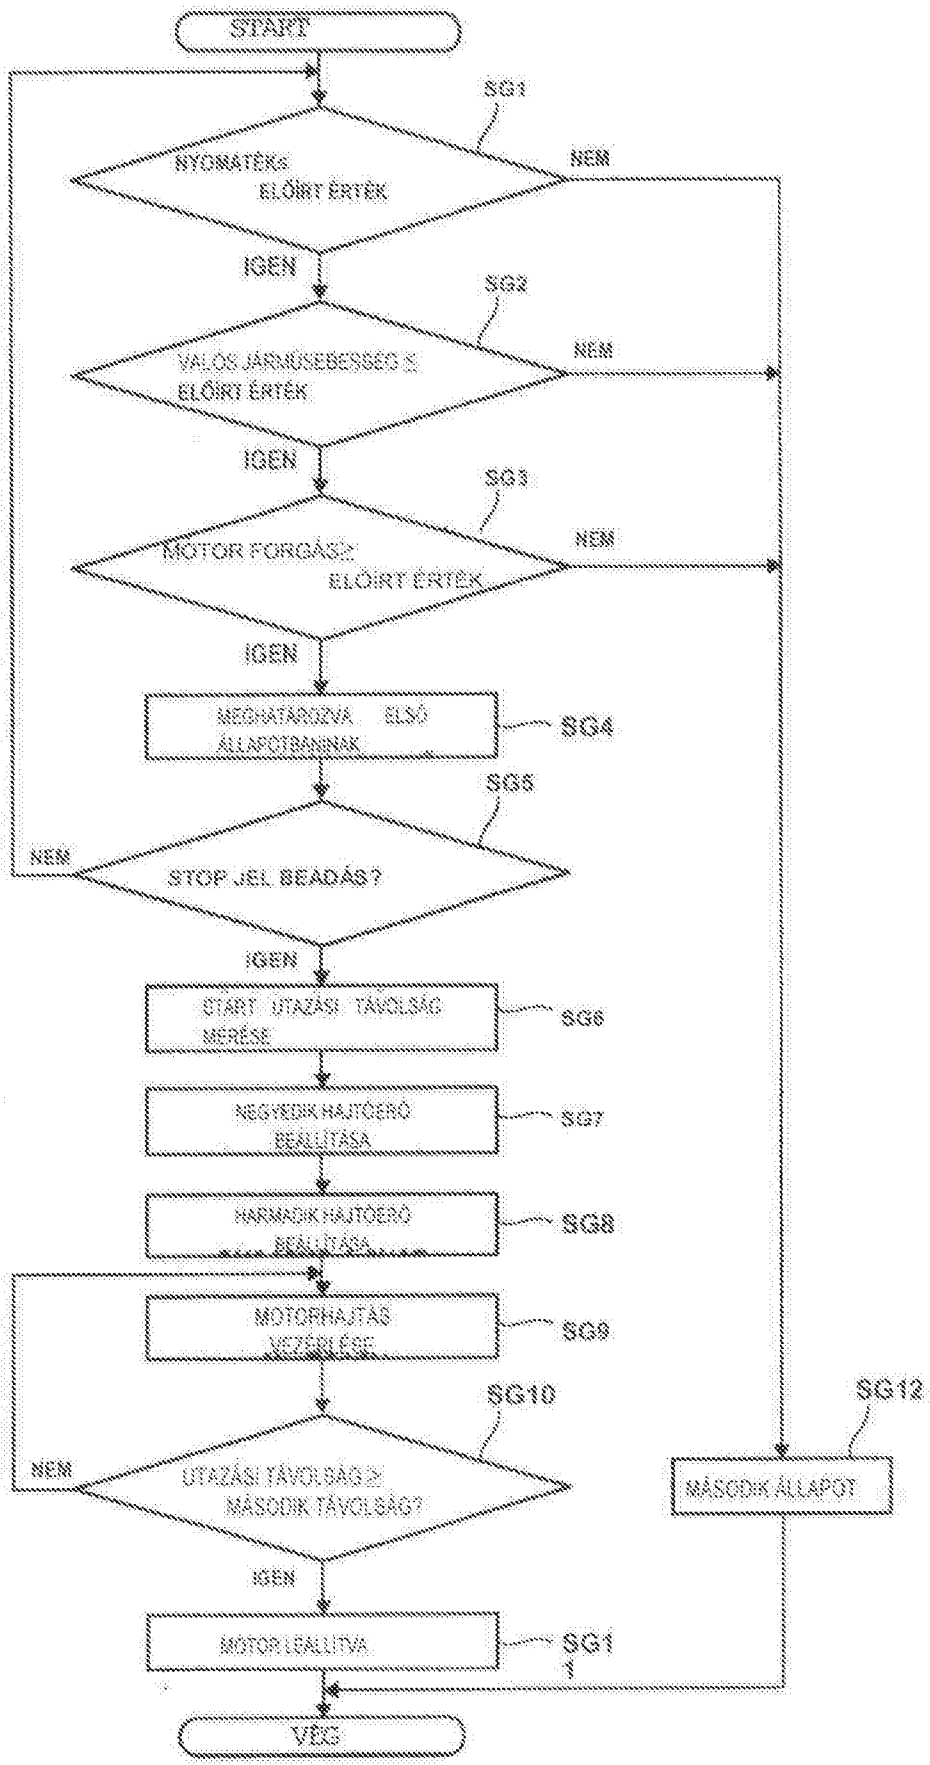 START
SG1
NYOMATÉK≤
ELŐÍRT ÉRTÉK
NEM
IGEN
SG2
VALÓS JÁRMŰSEBESSÉG ≤
ELŐÍRT ÉRTÉK
NEM
IGEN
SG3
MOTOR FORGÁS≥
ELŐÍRT ÉRTÉK
NEM
IGEN
MEGHATÁROZVA ELSŐ
ÁLLAPOTBANINAK
SG4
SG5
NEM
STOP JEL BEADÁS?
IGEN
START UTAZÁSI TÁVOLSÁG
MÉRÉSE
SG6
NEGYEDIK HAJTÓERŐ
BEÁLLÍTÁSA
SG7
HARMADIK HAJTÓERŐ
BEÁLLÍTÁSA
SG8
MOTORHAJTÁS
VEZÉRLÉSE
SG9
SG10
NEM
UTAZÁSI TÁVOLSÁG ≥
MÁSODIK TÁVOLSÁG?
SG12
MÁSODIK ÁLLAPOT
IGEN
MOTOR LEÁLLÍTVA
SG1
1
VÉG